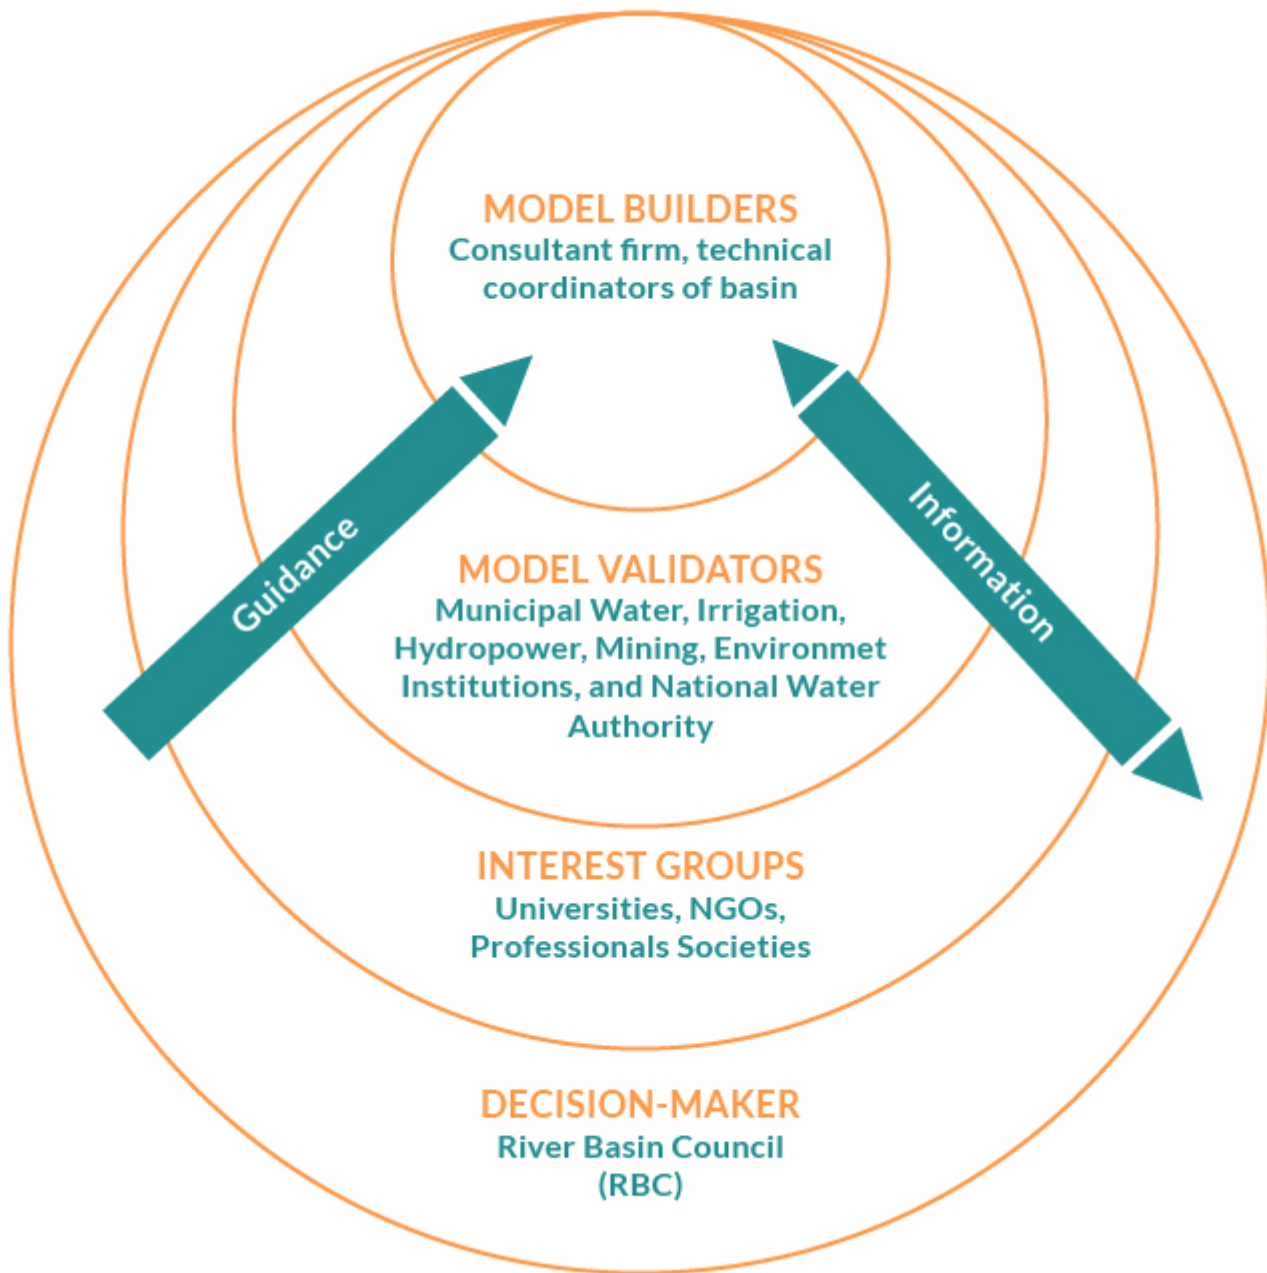 MODEL BUILDERS
Consultant firm, technical
coordinators of basin
Guidance
Information
MODEL VALIDATORS
Municipal Water, Irrigation,
Hydropower, Mining, Environmet
Institutions, and National Water
Authority
INTEREST GROUPS
Universities, NGOs,
Professionals Societies
DECISION-MAKER
River Basin Council
(RBC)